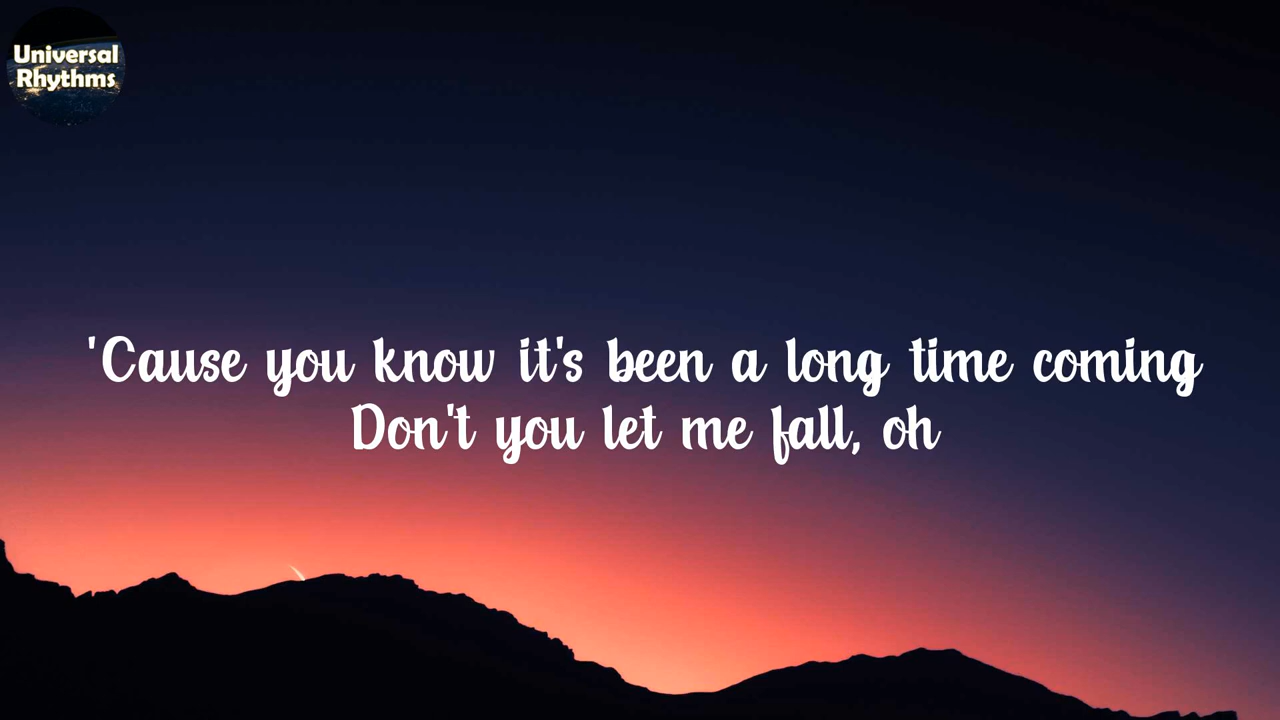 Universal
Rhythms
'Cause you know it's been a long time coming
Don't you let me fall, oh